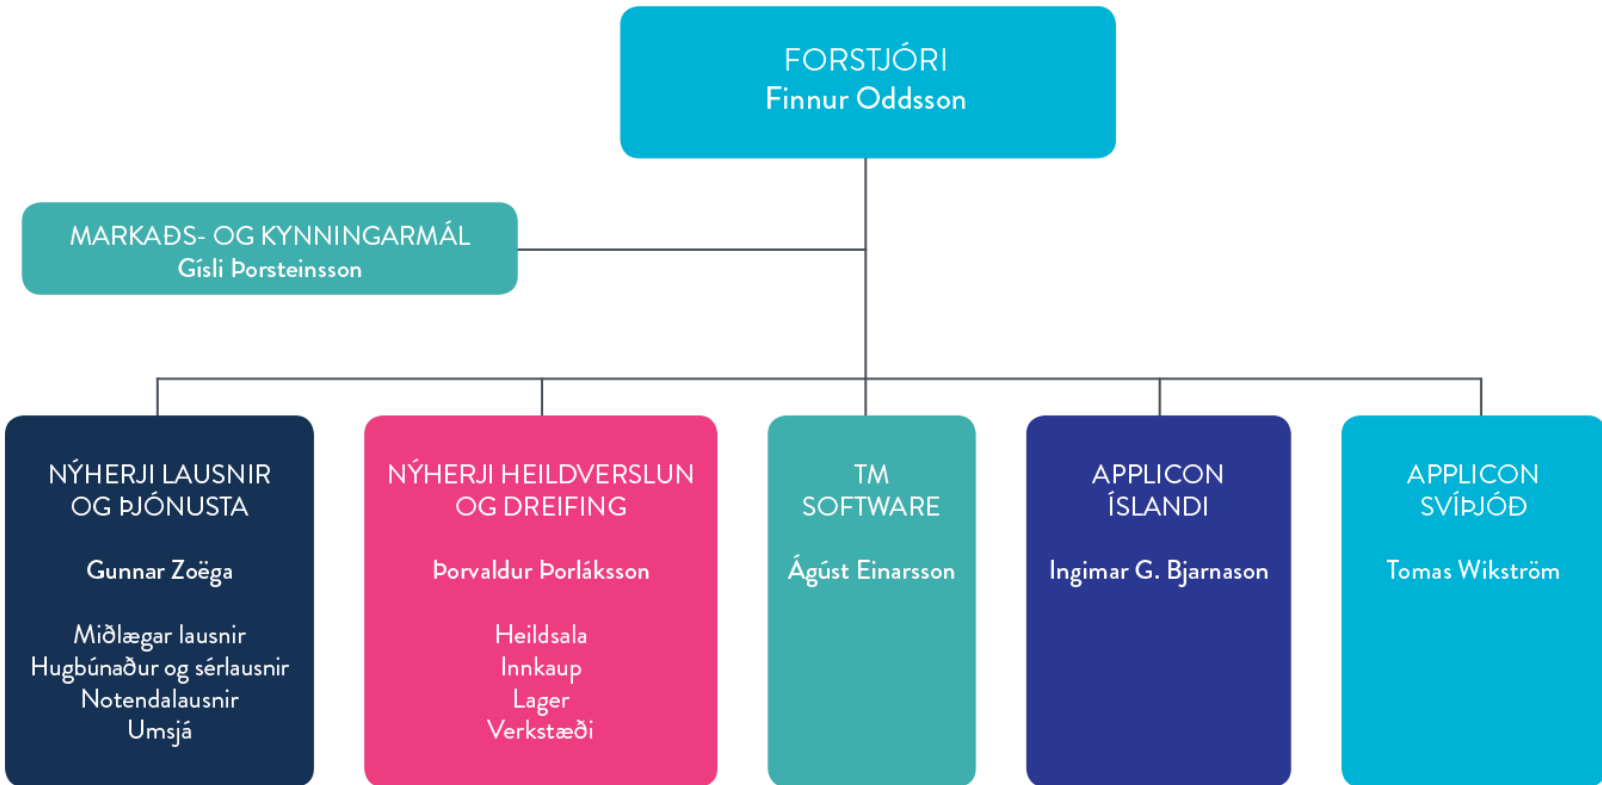 FORSTJÓRI
Finnur Oddsson
MARKAÐS- OG KYNNINGARMÁL
Gísli Þorsteinsson
NÝHERJI LAUSNIR
OG ÞJÓNUSTA
Gunnar Zoëga
Miðlægar lausnir
Hugbúnaður og sérlausnir
Notendalausnir
Umsjá
NÝHERJI HEILDVERSLUN
OG DREIFING
Þorvaldur Þorláksson
Heildsala
Innkaup
Lager
Verkstæði
TM
SOFTWARE
Ágúst Einarsson
APPLICON
ÍSLANDI
Ingimar G. Bjarnason
APPLICON
SVÍÞJÓÐ
Tomas Wikström